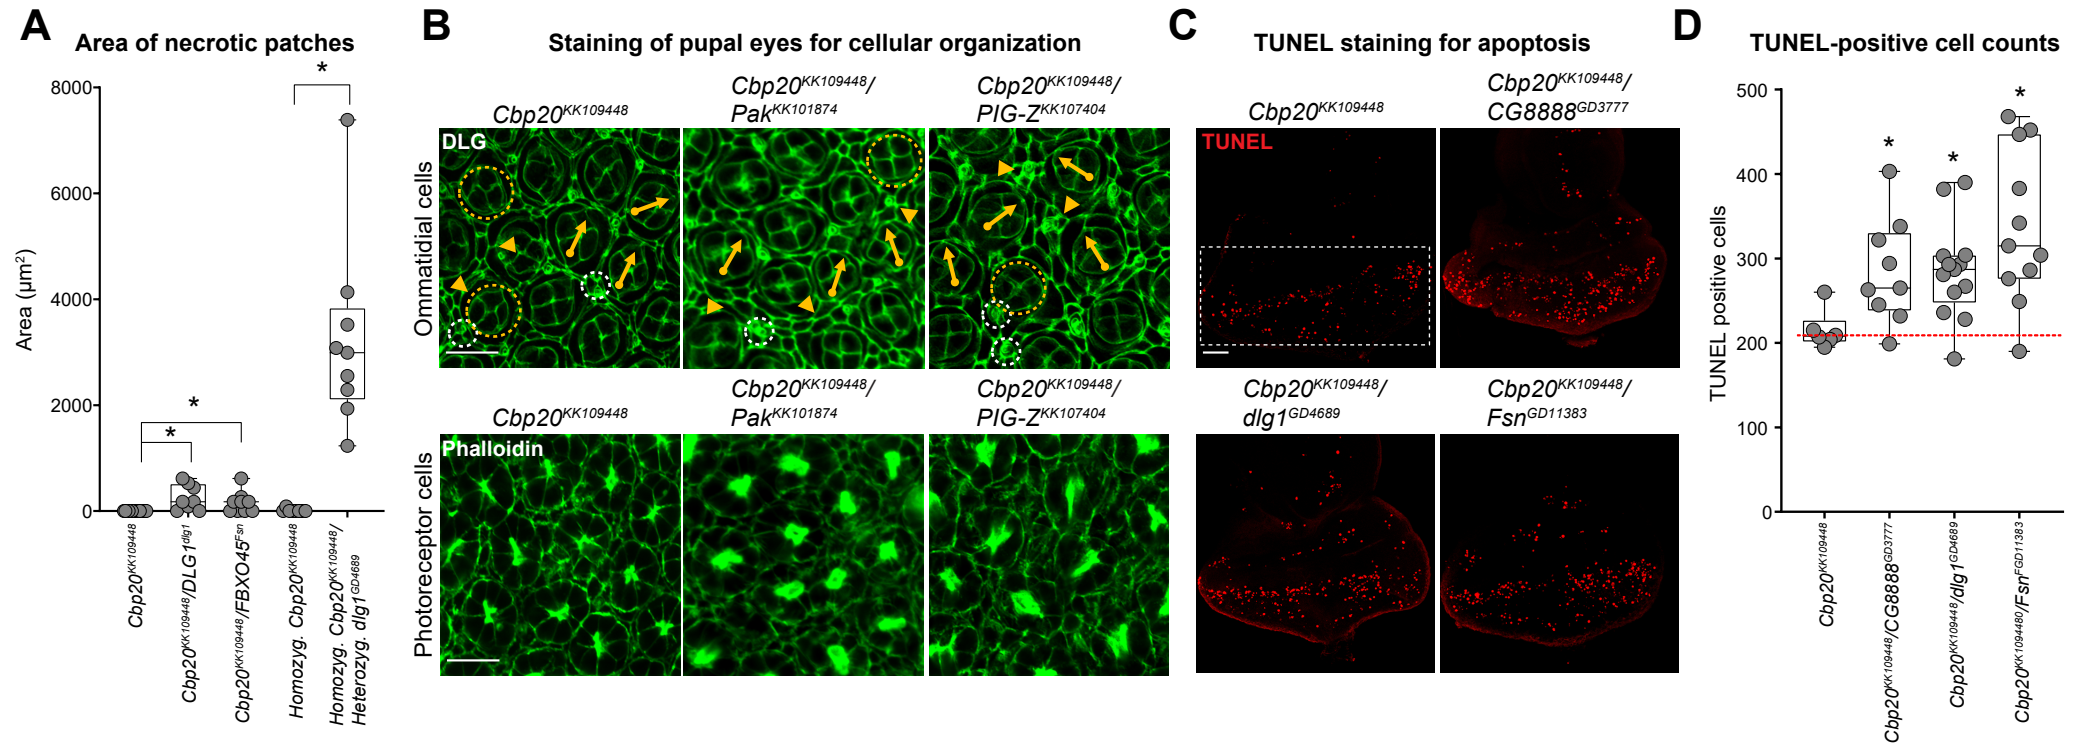 A
Area of necrotic patches
Area (µm²)
8000
6000
4000
2000
0
*
*
*
Cbp20KK109448
Cbp20KK109448/DLG1dlg1
Cbp20KK109448/FBXO45Fsn
Homozyg. Cbp20KK109448
Homozyg. Cbp20KK109448/
Heterozyg. dlg1GD4689
B
Staining of pupal eyes for cellular organization
Ommatidial cells
Cbp20KK109448
Cbp20KK109448/
PakKK101874
Cbp20KK109448/
PIG-ZKK107404
DLG
Photoreceptor cells
Cbp20KK109448
Cbp20KK109448/
PakKK101874
Cbp20KK109448/
PIG-ZKK107404
Phalloidin
C
TUNEL staining for apoptosis
Cbp20KK109448
Cbp20KK109448/
CG8888GD3777
TUNEL
Cbp20KK109448/
dlg1GD4689
Cbp20KK109448/
FsnGD11383
D
TUNEL-positive cell counts
TUNEL positive cells
500
400
300
200
100
0
*
*
*
Cbp20KK109448
Cbp20KK109448/CG8888GD3777
Cbp20KK109448/dlg1GD4689
Cbp20KK1094480/FsnFGD11383